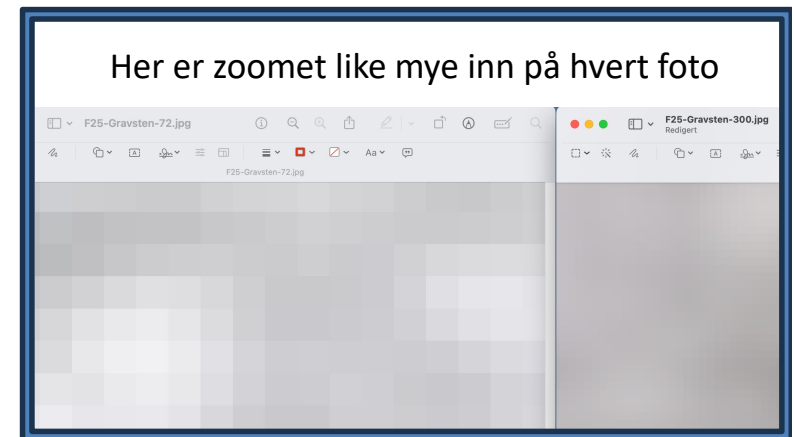 Her er zoomet like mye inn på hvert foto
F25-Gravsten-72.jpg
F25-Gravsten-300.jpg
Redigert
A
Aa
F25-Gravsten-72.jpg
A